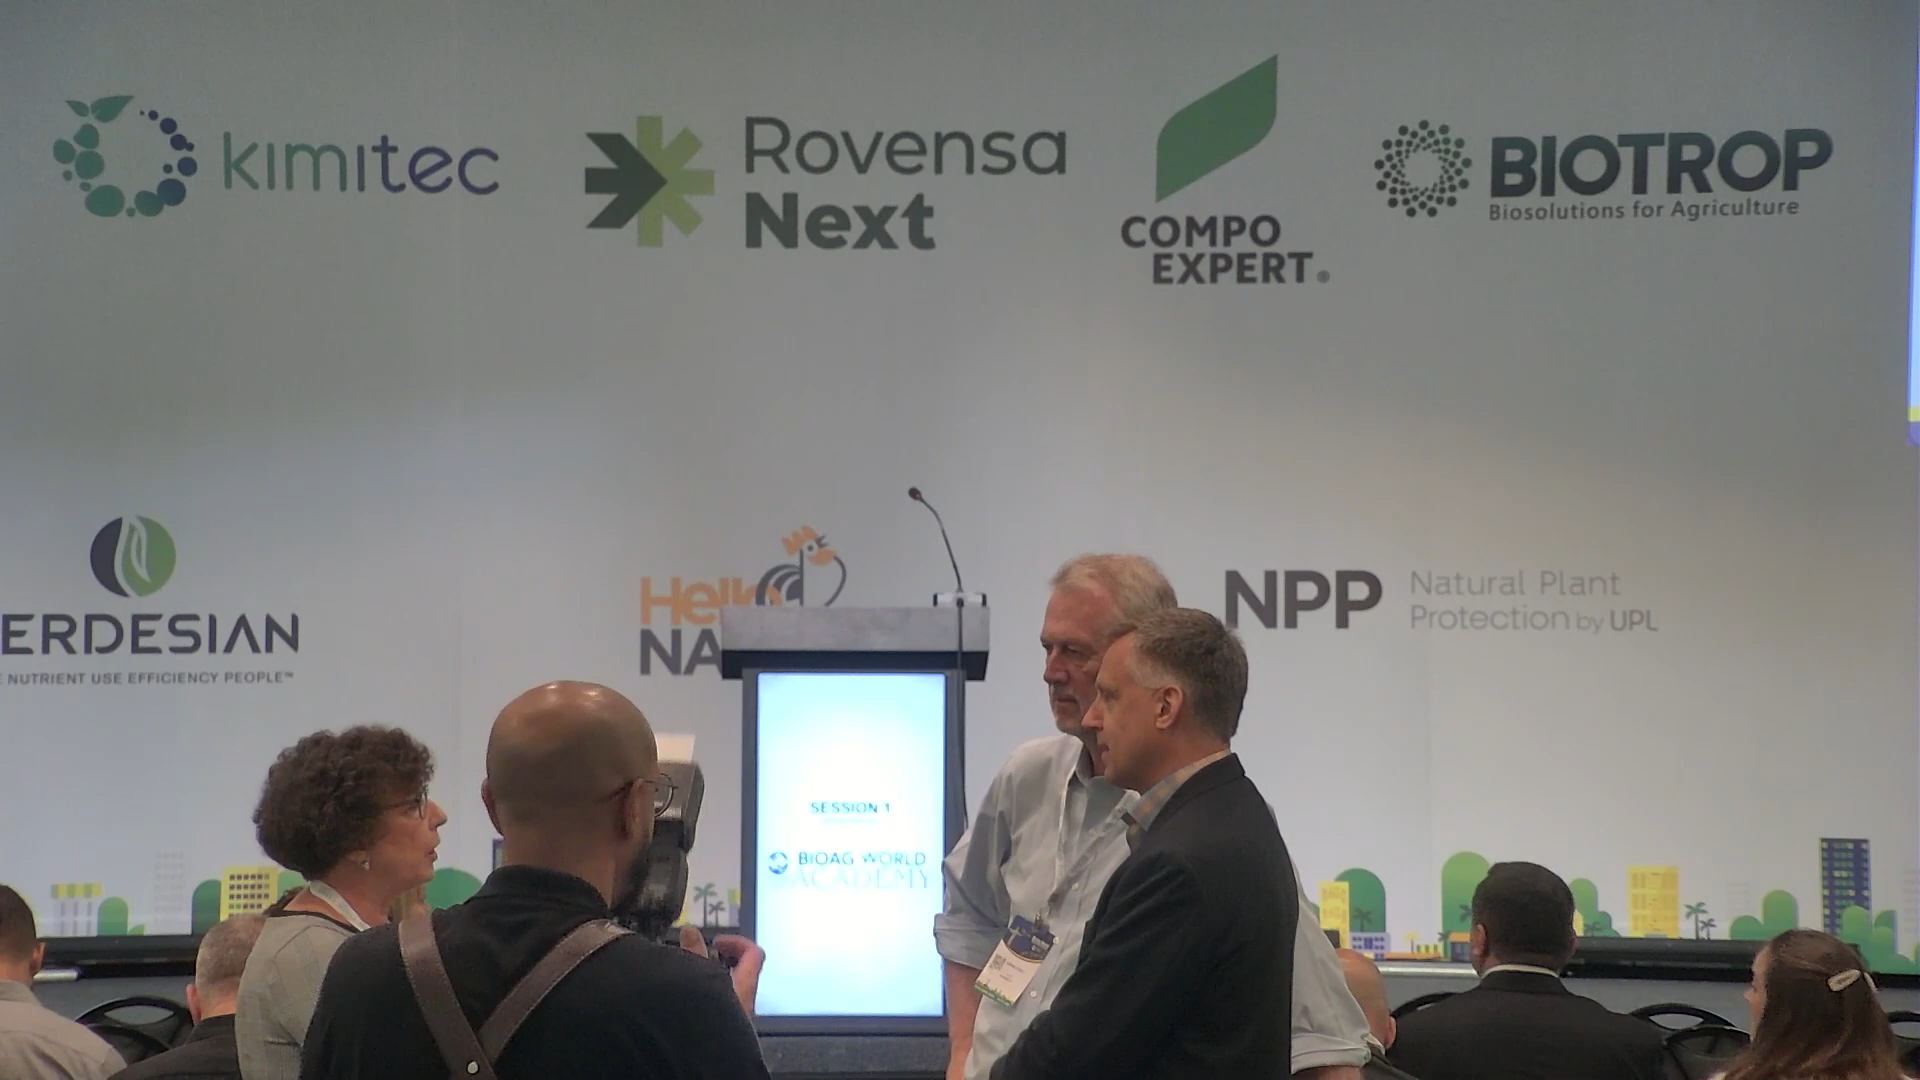 kimitec
Rovensa
Next
COMPO
EXPERT®
BIOTROP
Biosolutions for Agriculture
ERDESIAN
NUTRIENT USE EFFICIENCY PEOPLE™
Hello
NA
NPP
Natural Plant
Protection by UPL
SESSION 1
BIOAG WORLD
ACADEMY